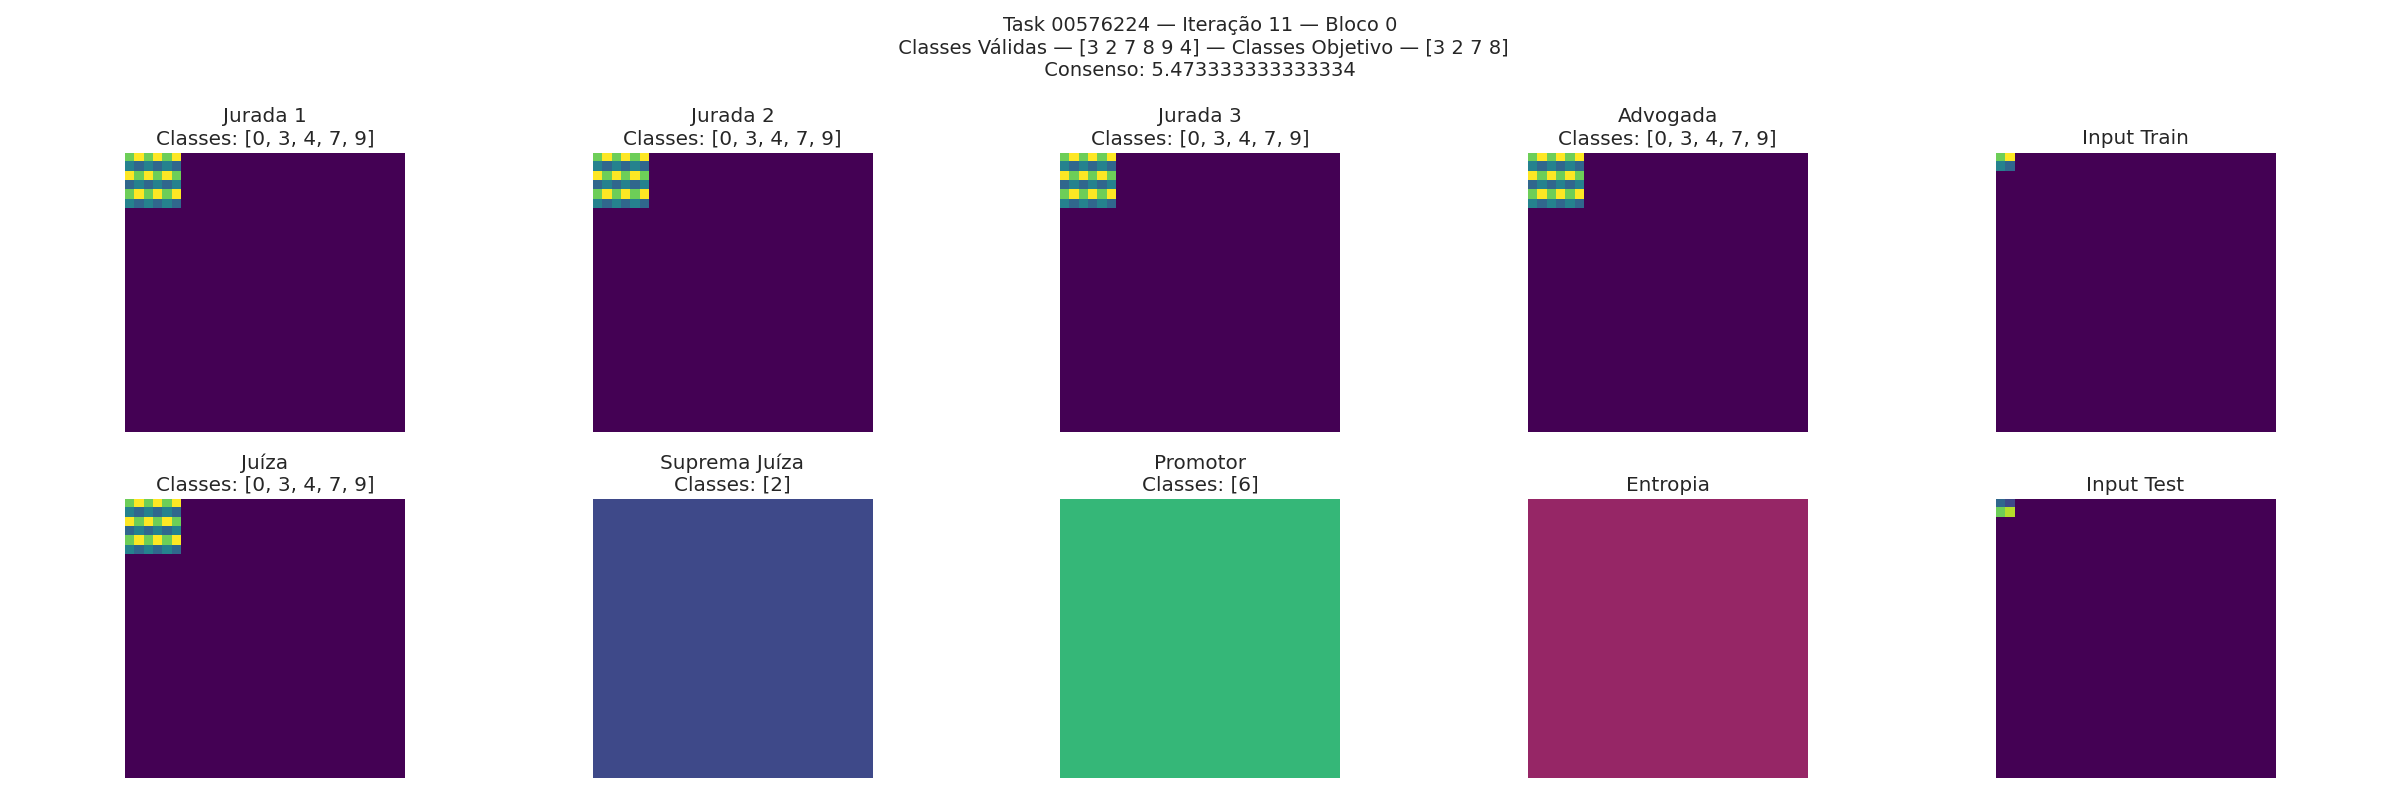 Task 00576224 — Iteração 11 — Bloco 0
Classes Válidas — [3 2 7 8 9 4] — Classes Objetivo — [3 2 7 8]
Consenso: 5.473333333333334
Jurada 1
Classes: [0, 3, 4, 7, 9]
Jurada 2
Classes: [0, 3, 4, 7, 9]
Jurada 3
Classes: [0, 3, 4, 7, 9]
Advogada
Classes: [0, 3, 4, 7, 9]
Input Train
Juíza
Classes: [0, 3, 4, 7, 9]
Suprema Juíza
Classes: [2]
Promotor
Classes: [6]
Entropia
Input Test